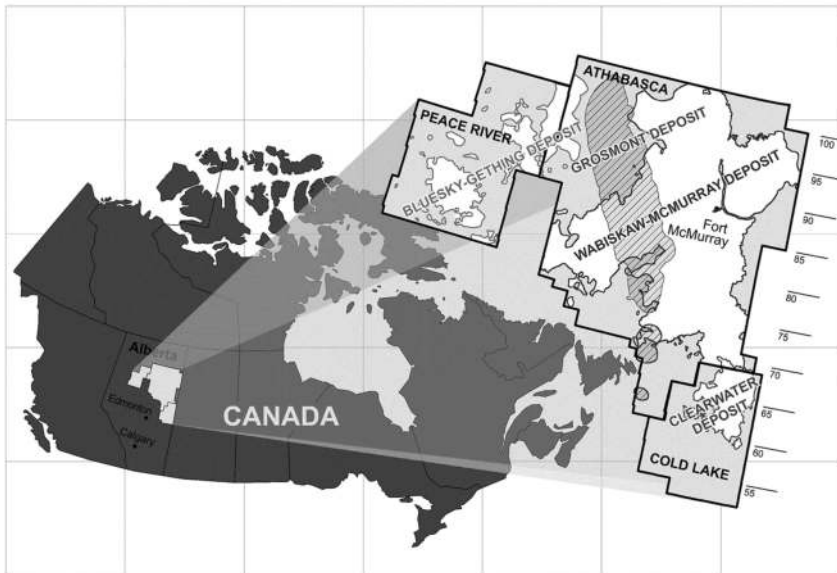 ATHABASCA
PEACE RIVER
BLUESKY-GETHING DEPOSIT
GROSMONT DEPOSIT
WABISKAW-MCMURRAY DEPOSIT
Fort
McMURRAY
100
95
90
85
80
75
70
65
60
55
CLEARWATER
DEPOSIT
COLD LAKE
Alberta
Edmonton
Calgary
CANADA